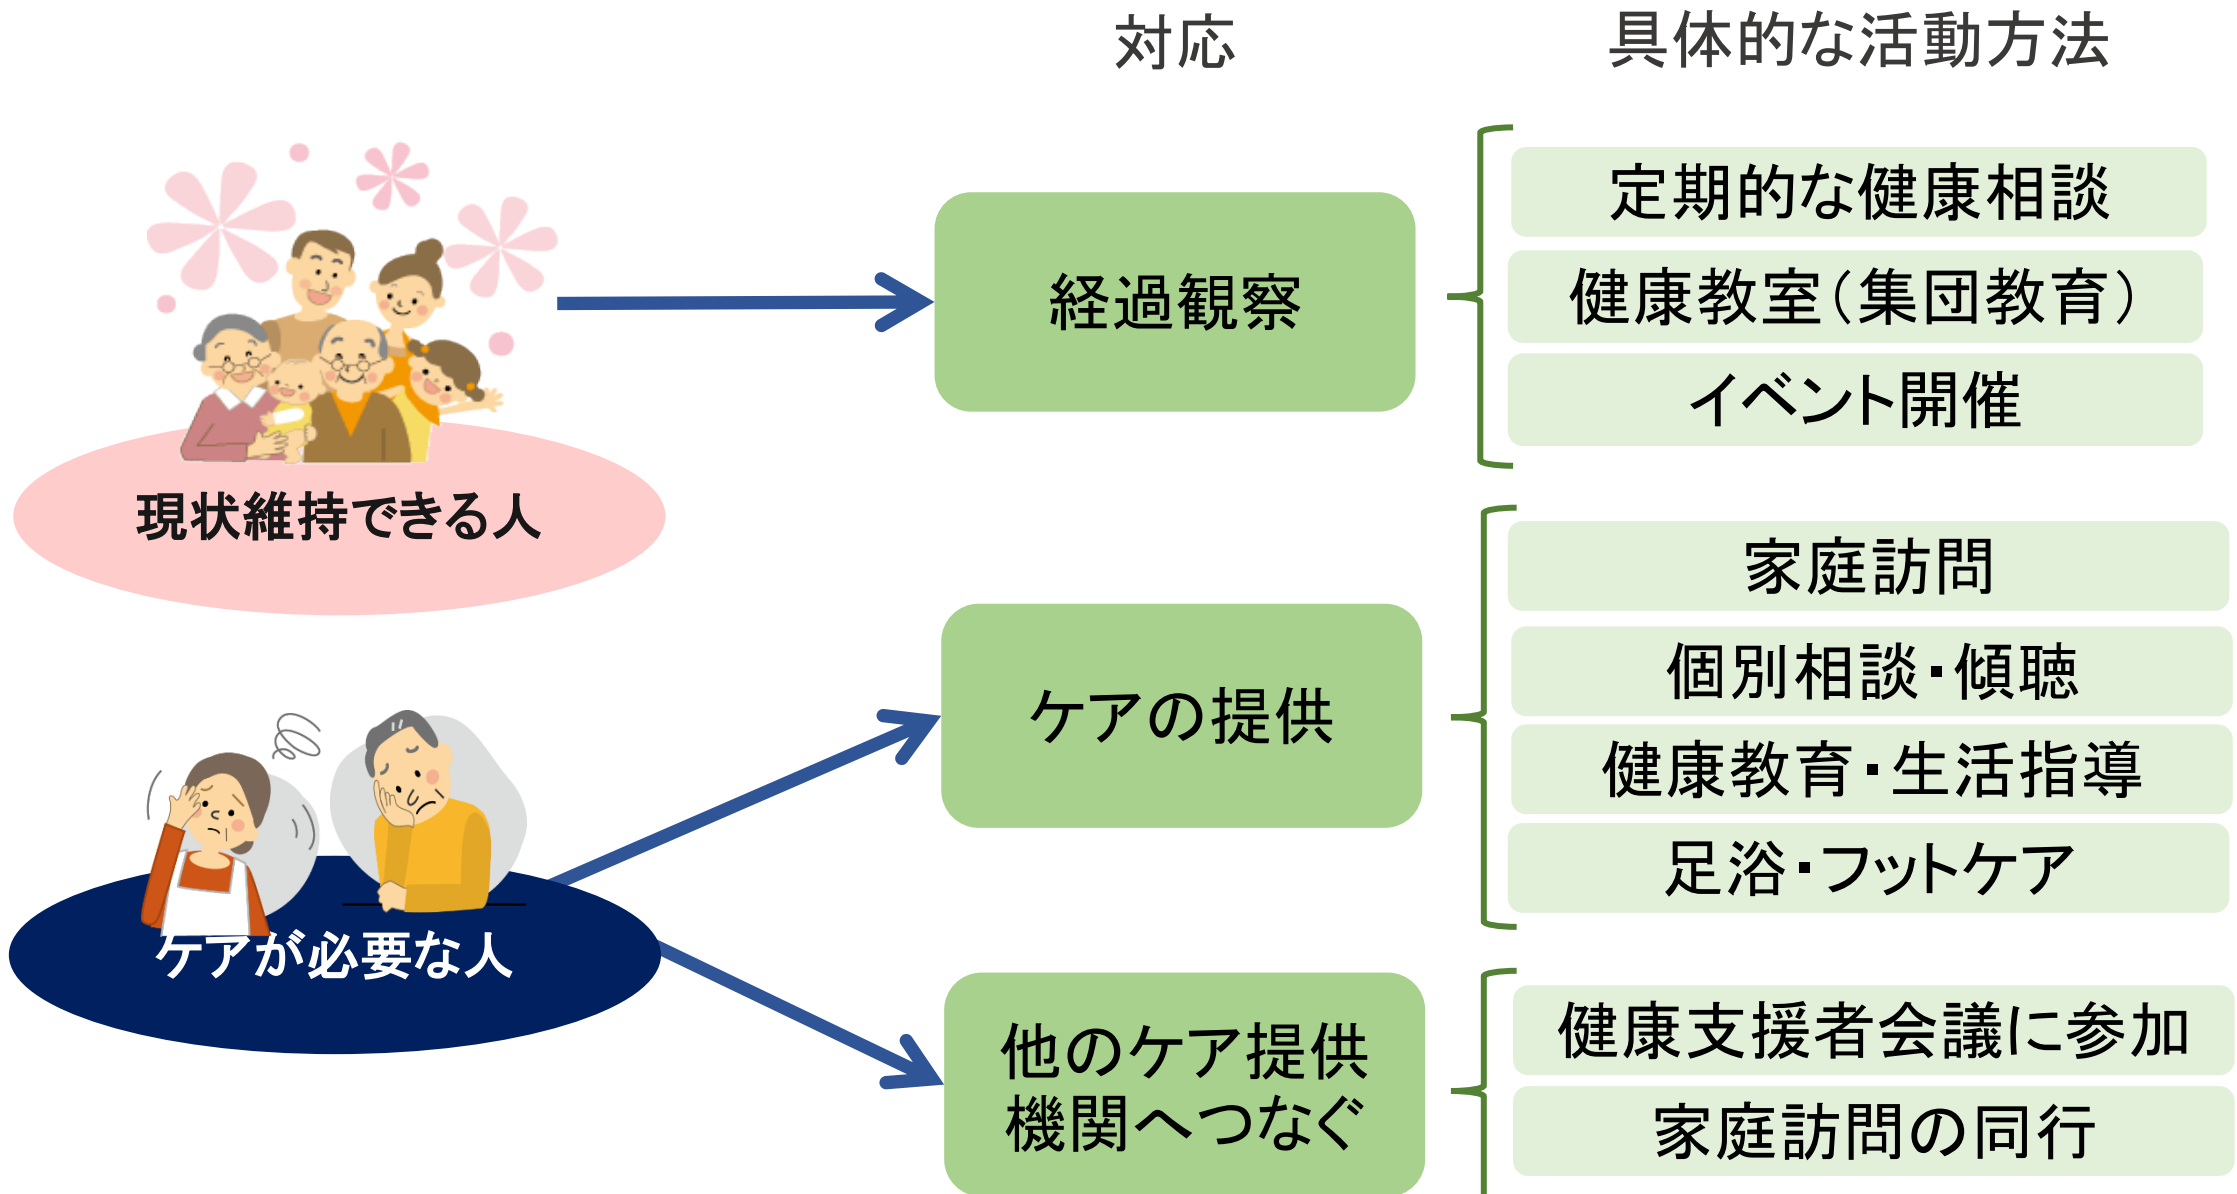 対応
具体的な活動方法
現状維持できる人
経過観察
定期的な健康相談
健康教室（集団教育）
イベント開催
ケアが必要な人
ケアの提供
家庭訪問
個別相談・傾聴
健康教育・生活指導
足浴・フットケア
他のケア提供
機関へつなぐ
健康支援者会議に参加
家庭訪問の同行